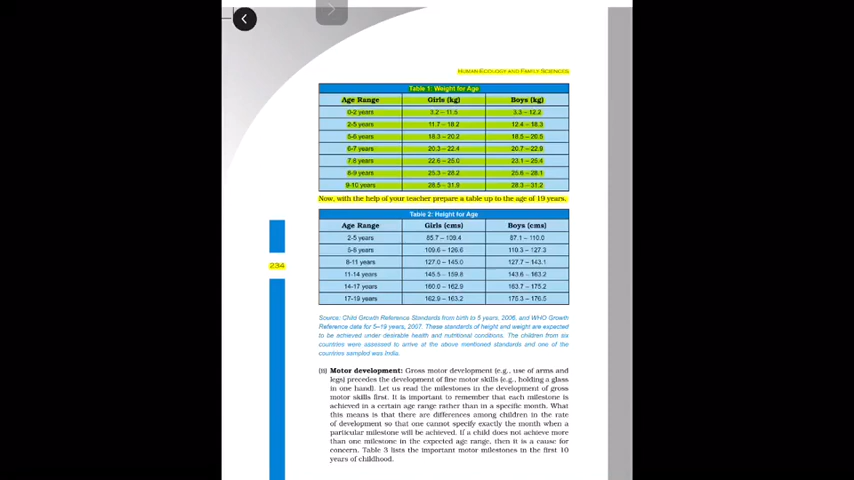 HUMAN ECOLOGY AND FAMILY SCIENCES
Table 1: Weight for Age
Age Range Girls (kg) Boys (kg)
0-2 years 3.2 – 11.5 3.3 – 12.2
2-5 years 11.7 – 18.2 12.4 – 18.3
5-6 years 18.3 – 20.2 18.5 – 20.5
6-7 years 20.3 – 22.4 20.7 – 22.9
7.8 years 22.6 – 25.0 23.1 – 25.4
8-9 years 25.3 – 28.2 25.6 – 28.1
9-10 years 28.5 – 31.9 28.3 – 31.2
Now, with the help of your teacher prepare a table up to the age of 19 years.
Table 2: Height for Age
Age Range Girls (cms) Boys (cms)
2-5 years 85.7 – 109.4 87.1 – 110.0
5-8 years 109.6 – 126.6 110.3 – 127.3
8-11 years 127.0 – 145.0 127.7 – 143.1
11-14 years 145.5 – 159.8 143.6 – 163.2
14-17 years 160.0 – 162.9 163.7 – 175.2
17-19 years 162.9 – 163.2 175.3 – 176.5
234
Source: Child Growth Reference Standards from birth to 5 years, 2006, and WHO Growth
Reference data for 5–19 years, 2007. These standards of height and weight are expected
to be achieved under desirable health and nutritional conditions. The children from six
countries were assessed to arrive at the above mentioned standards and one of the
countries sampled was India.
Motor development: Gross motor development (e.g., use of arms and
legs) precedes the development of fine motor skills (e.g., holding a glass
in one hand). Let us read the milestones in the development of gross
motor skills first. It is important to remember that each milestone is
achieved in a certain age range rather than in a specific month. What
this means is that there are differences among children in the rate
of development so that one cannot specify exactly the month when a
particular milestone will be achieved. If a child does not achieve more
than one milestone in the expected age range, then it is a cause for
concern. Table 3 lists the important motor milestones in the first 10
years of childhood.